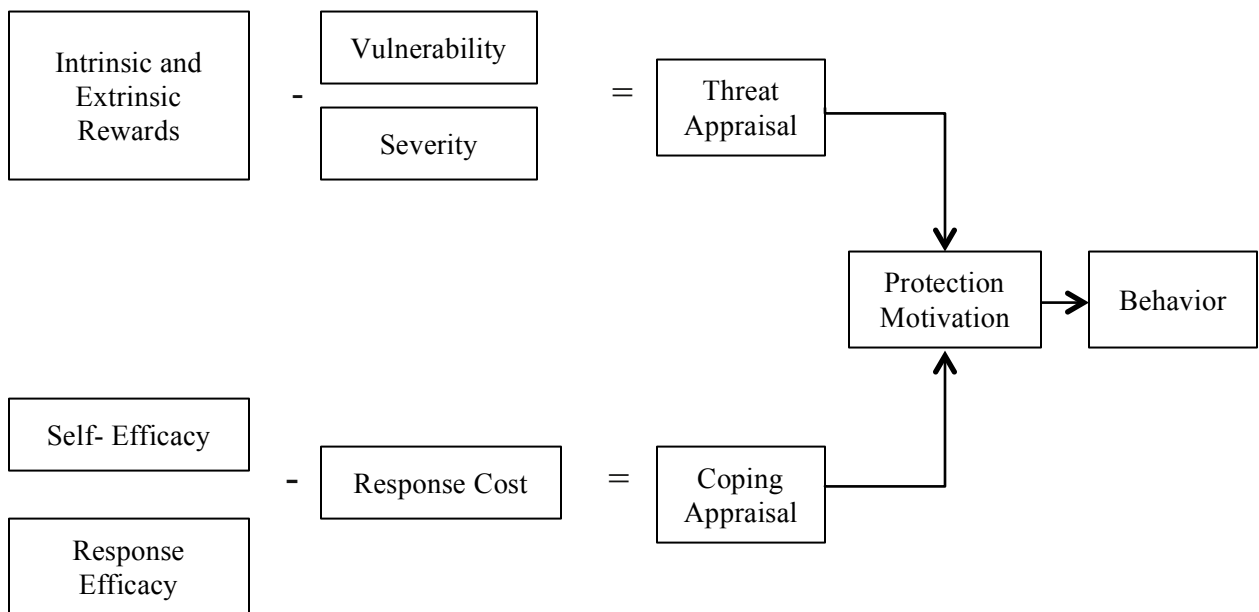 Intrinsic and
Extrinsic
Rewards
-
Vulnerability
Severity
=
Threat
Appraisal
Protection
Motivation
Behavior
Self- Efficacy
Response
Efficacy
-
Response Cost
=
Coping
Appraisal